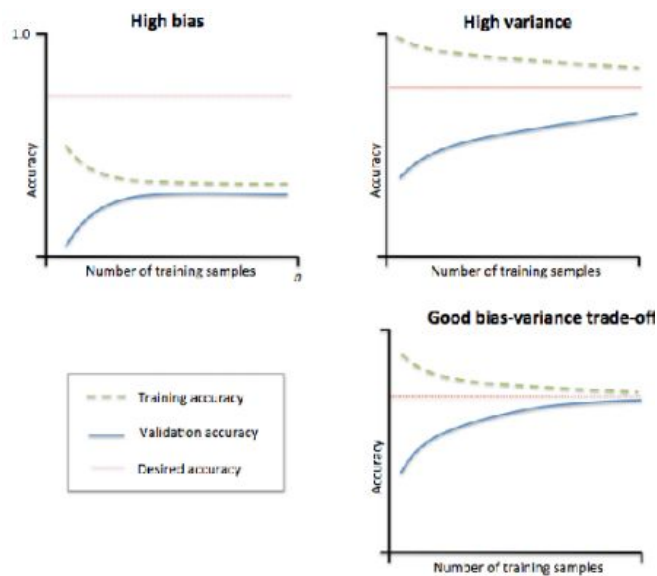 High bias
1.0
Accuracy
Number of training samples
n
High variance
Accuracy
Number of training samples
Good bias-variance trade-off
Accuracy
Number of training samples
Training accuracy
Validation accuracy
Desired accuracy